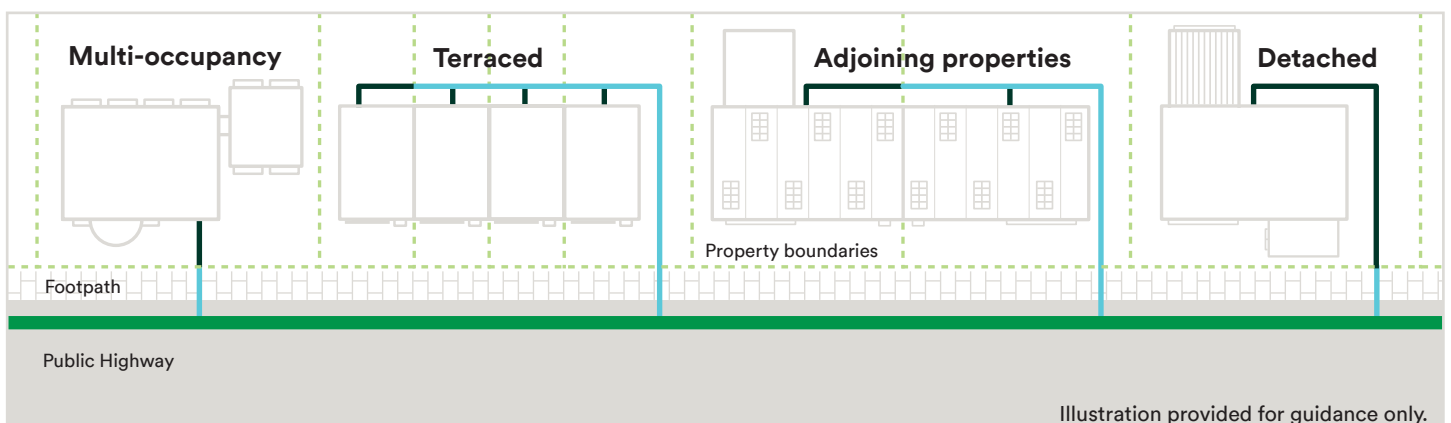 Multi-occupancy
Terraced
Adjoining properties
Detached
Property boundaries
Footpath
Public Highway
Illustration provided for guidance only.